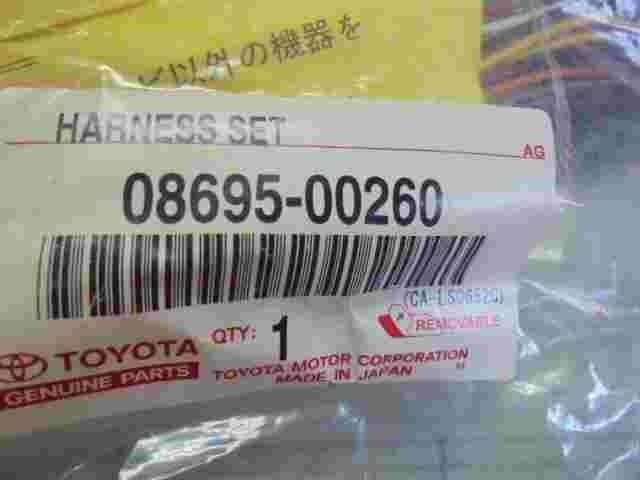 以外の機器を
HARNESS SET
AG
08695-00260
REMOVABLE
QTY: 1
TOYOTA
GENUINE PARTS
TOYOTA MOTOR CORPORATION
MADE IN JAPAN